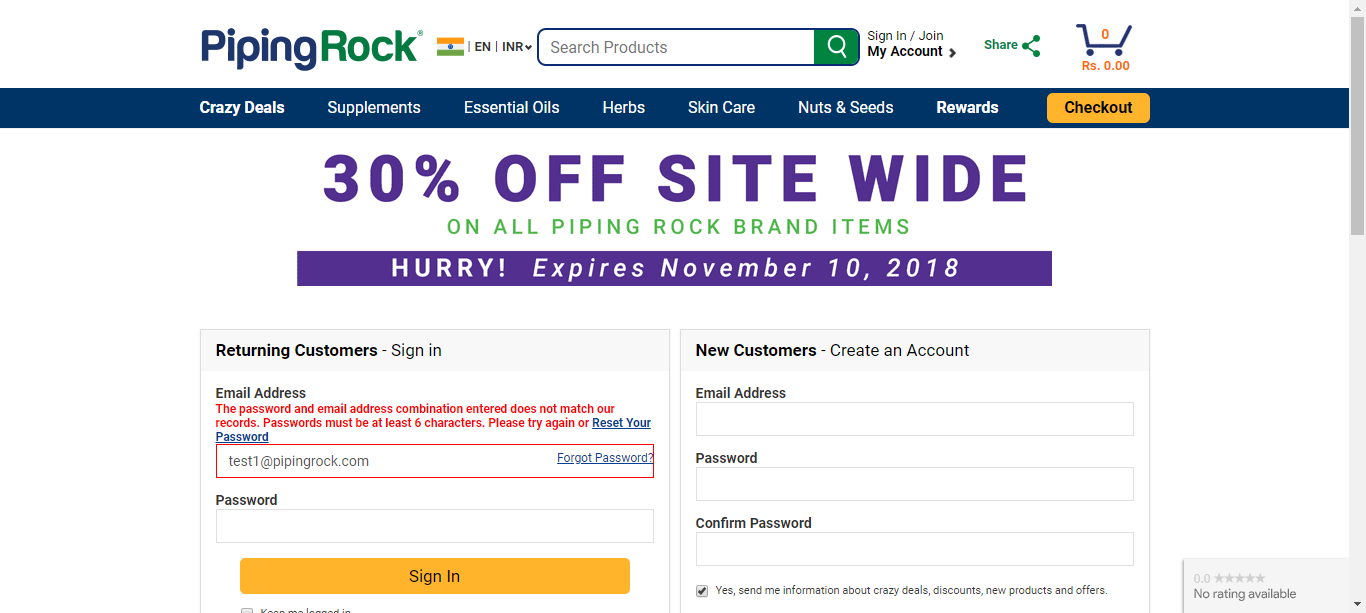 PipingRock®
| EN | INR
Search Products
Sign In / Join
My Account
Share
0
Rs. 0.00
Crazy Deals
Supplements
Essential Oils
Herbs
Skin Care
Nuts & Seeds
Rewards
Checkout
30% OFF SITE WIDE
ON ALL PIPING ROCK BRAND ITEMS
HURRY! Expires November 10, 2018
Returning Customers - Sign in
Email Address
The password and email address combination entered does not match our
records. Passwords must be at least 6 characters. Please try again or Reset Your
Password
test1@pipingrock.com
Forgot Password?
Password
Sign In
Keep me logged in
New Customers - Create an Account
Email Address
Password
Confirm Password
Yes, send me information about crazy deals, discounts, new products and offers.
0.0 ★★★★★
No rating available